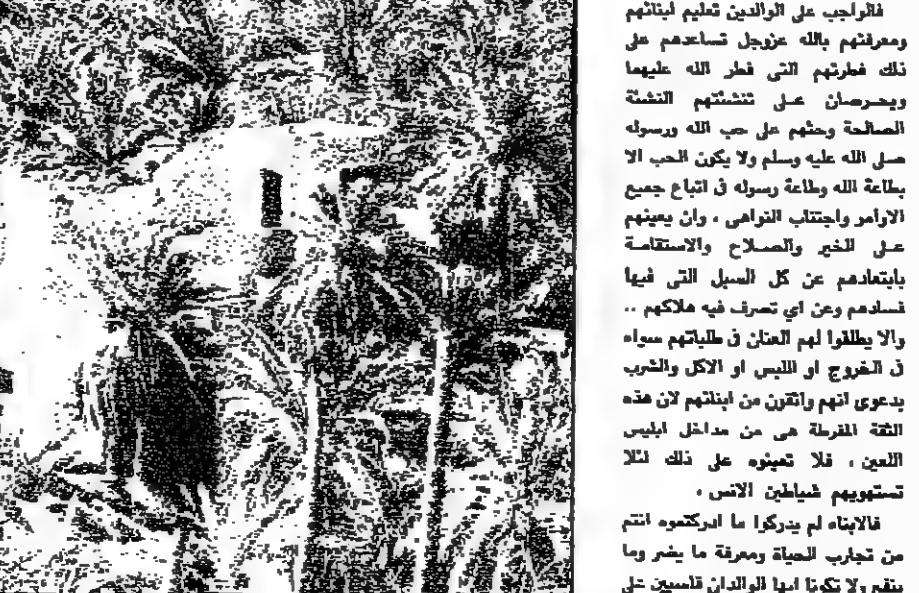 فالواجب على الوالدين تعليم ابنائهم
ومعرفتهم بالله عزوجل تساعدهم على
ذلك فطرتهم التى فطر الله عليهما
ويحرصان على تنشئتهم التنشئة
الصالحة وحثهم على حب الله ورسوله
صلى الله عليه وسلم ولا يكون الحب الا
بطاعة الله وطاعة رسوله فى اتباع جميع
الاوامر واجتناب النواهى ، وان يعينهم
على الخير والصلاح والاستقامة
بابتعادهم عن كل السبل التى فيها
فسادهم وعن اي تصرف فيه هلاكهم ..
والا يطلقوا لهم العنان فى طلباتهم سواء
فى الخروج او اللبس او الاكل والشرب
بدعوى انهم واثقون من ابنائهم لان هذه
الثقة المفرطة هى من مداخل ابليس
اللعين ، فلا تعينوه على ذلك لئلا
تستهويهم شياطين الانس ،
فالابناء لم يدركوا ما ادركتموه انتم
من تجارب الحياة ومعرفة ما يضر وما
ينفع ولا تكونا ايها الوالدان قاسيين على